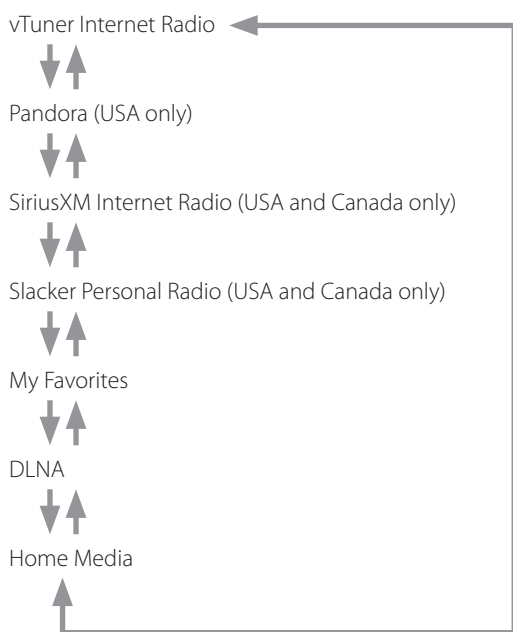 vTuner Internet Radio
Pandora (USA only)
SiriusXM Internet Radio (USA and Canada only)
Slacker Personal Radio (USA and Canada only)
My Favorites
DLNA
Home Media